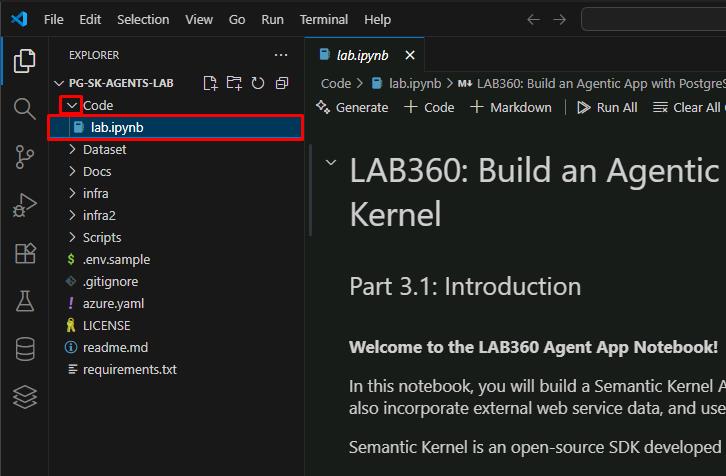 File Edit Selection View Go Run Terminal Help
EXPLORER
PG-SK-AGENTS-LAB
Code
lab.ipynb
Dataset
Docs
infra
infra2
Scripts
.env.sample
.gitignore
azure.yaml
LICENSE
readme.md
requirements.txt
lab.ipynb
Code > lab.ipynb > M↓ LAB360: Build an Agentic App with PostgreS
Generate + Code + Markdown Run All Clear All
LAB360: Build an Agentic
Kernel
Part 3.1: Introduction
Welcome to the LAB360 Agent App Notebook!
In this notebook, you will build a Semantic Kernel A
also incorporate external web service data, and use
Semantic Kernel is an open-source SDK developed